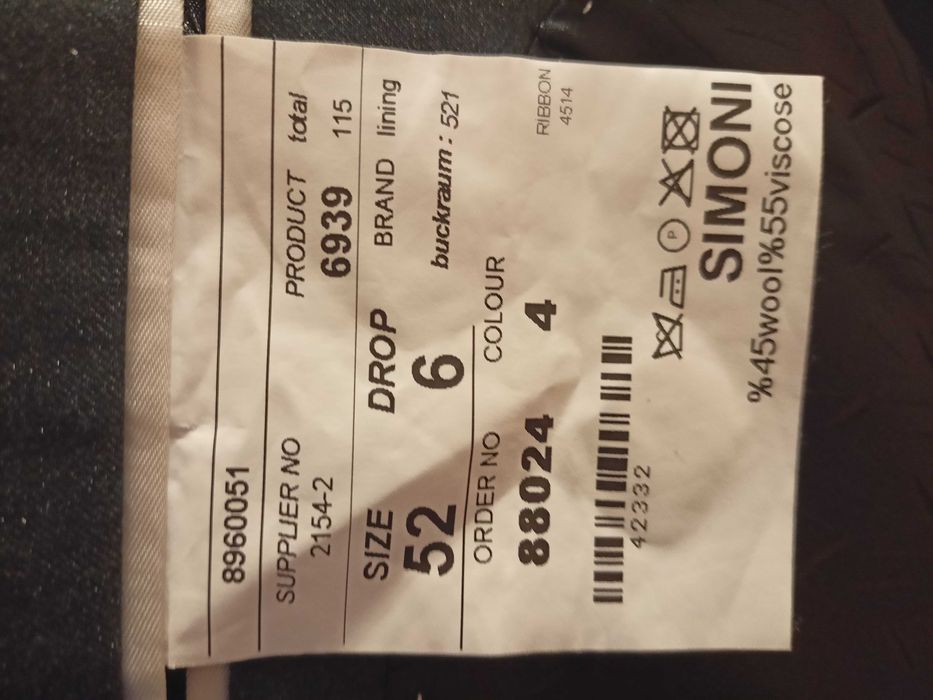 8960051
SUPPLIER NO PRODUCT total
2154-2 6939 115
SIZE DROP BRAND lining
52 6 buckraum: 521
ORDER NO COLOUR
88024 4 RIBBON
4514
42332
P
SIMONI
%45wool%55viscose